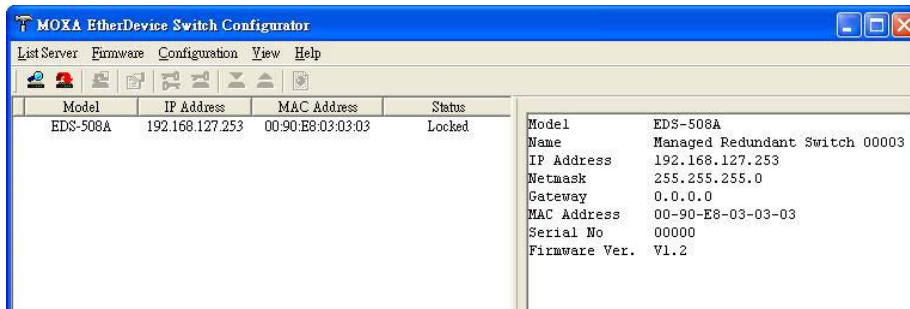 MOXA EtherDevice Switch Configurator
List Server Firmware Configuration View Help
Model IP Address MAC Address Status
EDS-508A 192.168.127.253 00:90:E8:03:03:03 Locked
Model EDS-508A
Name Managed Redundant Switch 00003
IP Address 192.168.127.253
Netmask 255.255.255.0
Gateway 0.0.0.0
MAC Address 00-90-E8-03-03-03
Serial No 00000
Firmware Ver. V1.2